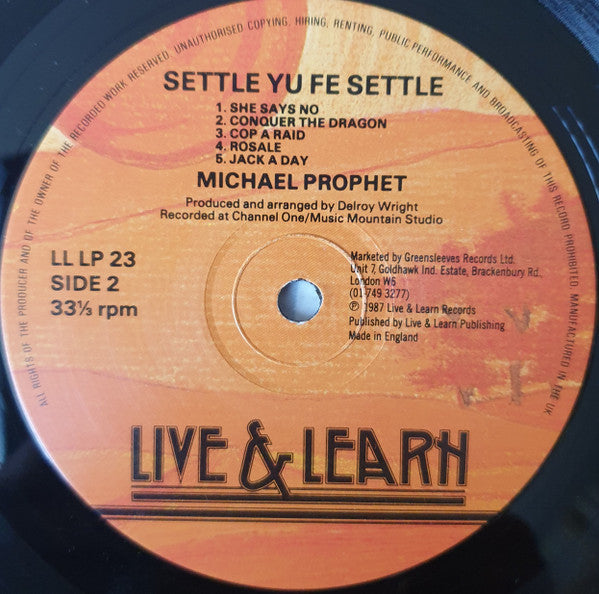 ALL RIGHTS OF THE PRODUCER AND OF THE OWNER OF THE RECORDED WORK RESERVED. UNAUTHORISED COPYING, HIRING, RENTING, PUBLIC PERFORMANCE AND BROADCASTING OF THIS RECORD PROHIBITED. MANUFACTURED IN THE UK
SETTLE YU FE SETTLE
1. SHE SAYS NO
2. CONQUER THE DRAGON
3. COP A RAID
4. ROSALE
5. JACK A DAY
MICHAEL PROPHET
Produced and arranged by Delroy Wright
Recorded at Channel One/Music Mountain Studio
LL LP 23
SIDE 2
33⅓ rpm
Marketed by Greensleeves Records Ltd.
Unit 7, Goldhawk Ind. Estate, Brackenbury Rd.,
London W6
(01-749 3277)
℗ 1987 Live & Learn Records
Published by Live & Learn Publishing
Made in England
LIVE & LEARN